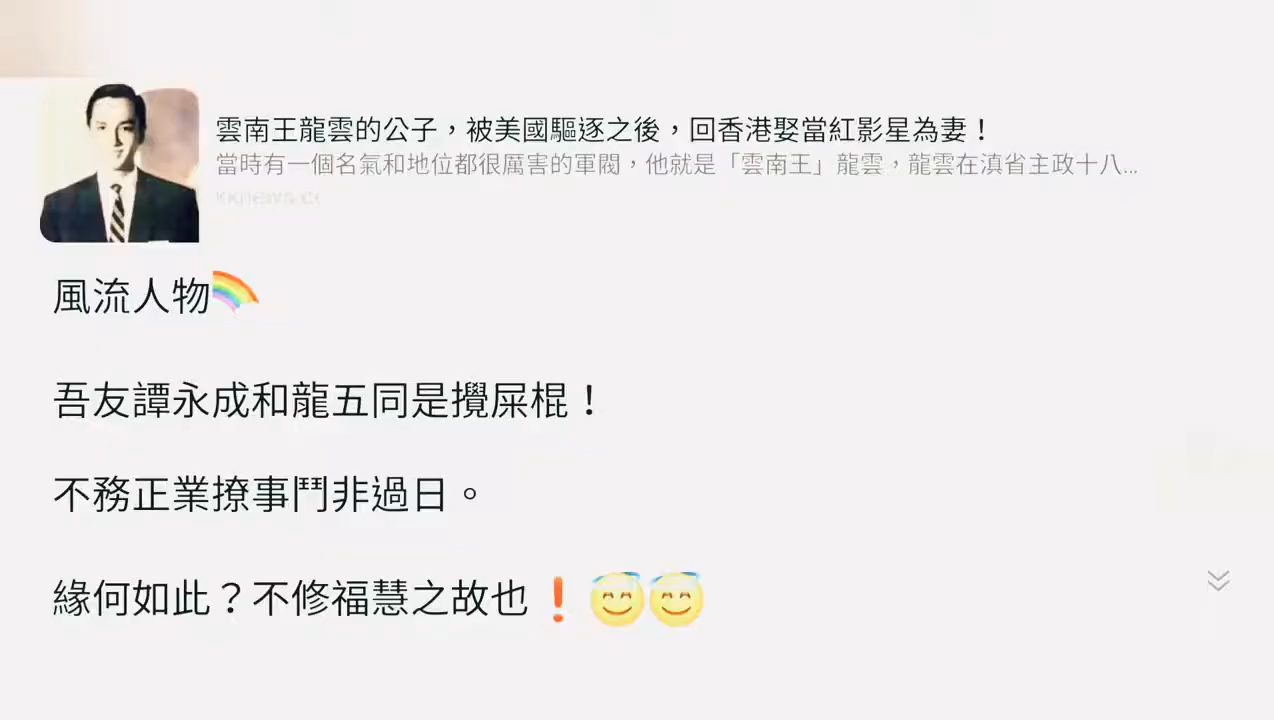 雲南王龍雲的公子，被美國驅逐之後，回香港娶當紅影星為妻！
當時有一個名氣和地位都很厲害的軍閥，他就是「雲南王」龍雲，龍雲在滇省主政十八...
kknews.cc
風流人物🌈
吾友譚永成和龍五同是攪屎棍！
不務正業撩事鬥非過日。
緣何如此？不修福慧之故也❗😇😇